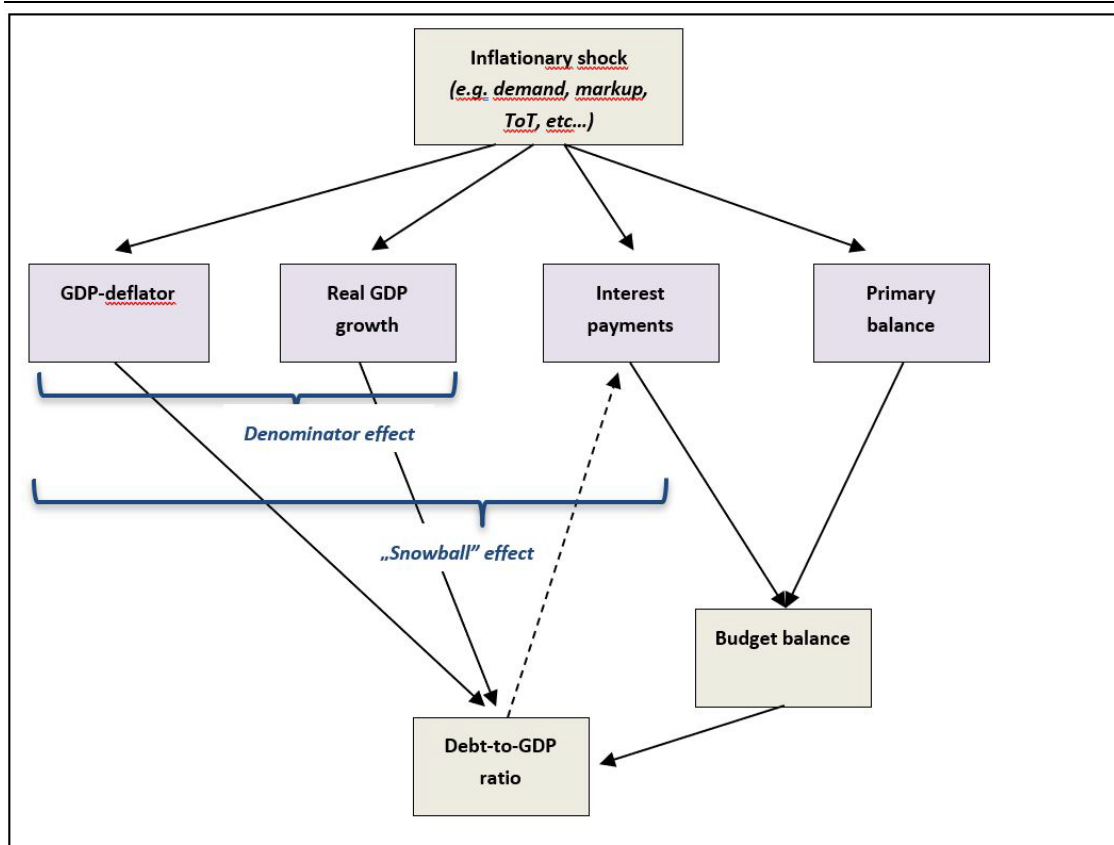 Inflationary shock
(e.g. demand, markup,
ToT, etc...)
GDP-deflator
Real GDP
growth
Interest
payments
Primary
balance
Denominator effect
„Snowball” effect
Budget balance
Debt-to-GDP
ratio